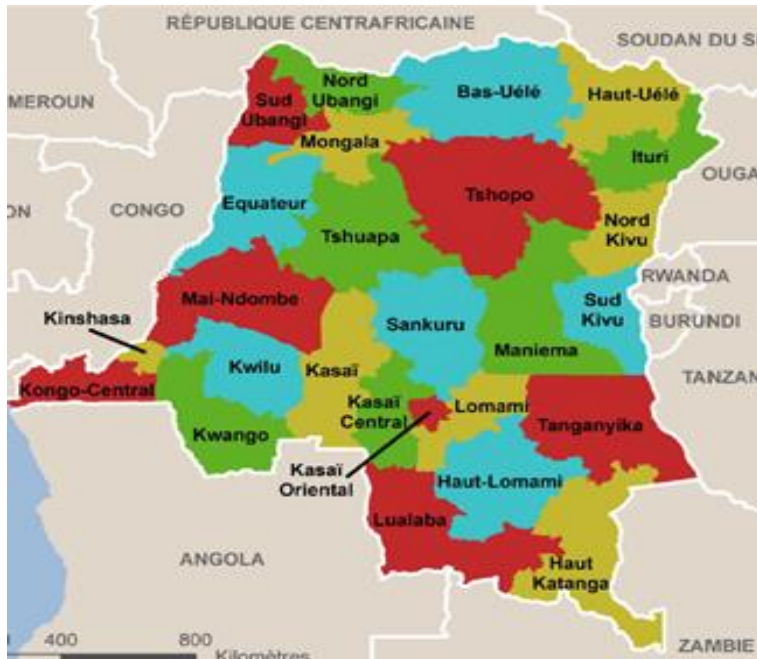 RÉPUBLIQUE CENTRAFRICAINE
SOUDAN DU S
MEROUN
Nord
Ubangi
Bas-Uélé
Haut-Uélé
Sud
Ubangi
Mongala
Ituri
OUGA
CONGO
ON
Equateur
Tshopo
Tshuapa
Nord
Kivu
RWANDA
Mai-Ndombe
Sud
Kivu
BURUNDI
Kinshasa
Sankuru
Maniema
Kwilu
Kasaï
TANZAN
Kongo-Central
Kasaï
Central
Lomami
Kwango
Tanganyika
Kasaï
Oriental
Haut-Lomami
Lualaba
ANGOLA
Haut
Katanga
400
800
Kilomètres
ZAMBIE